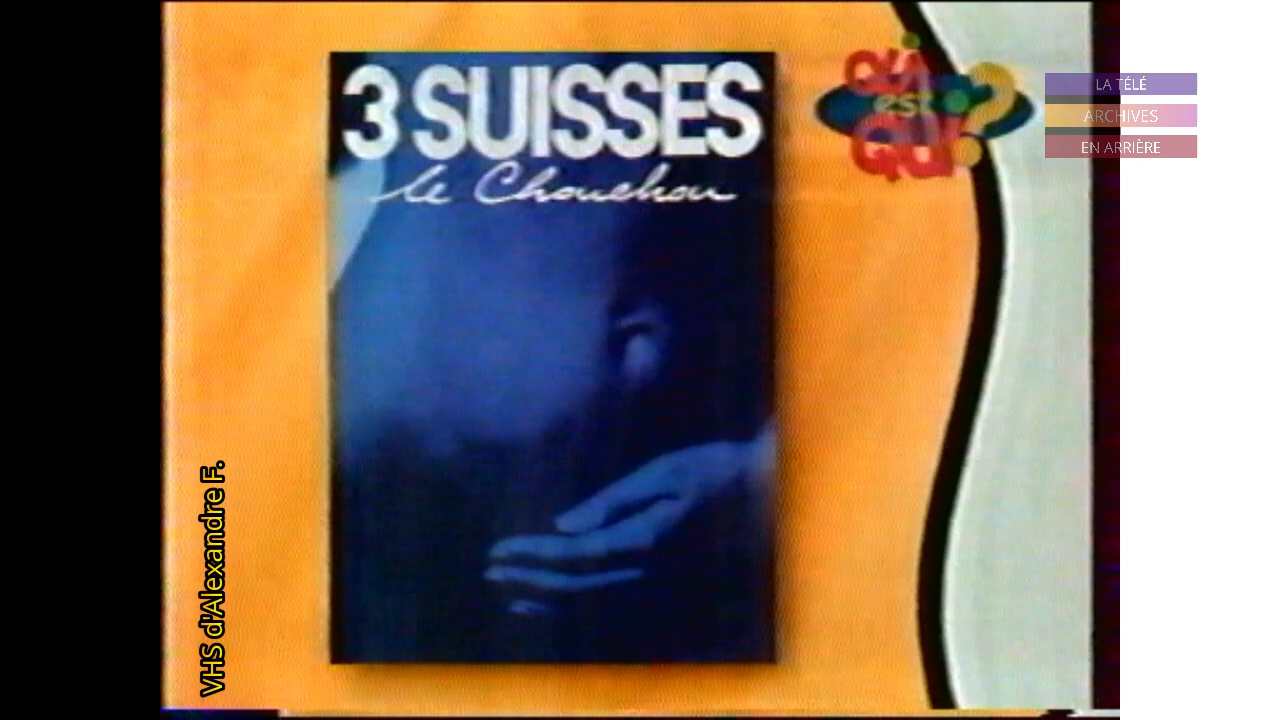 3 SUISSES
le Chouchou
Qui
est
Qui?
LA TÉLÉ
ARCHIVES
EN ARRIÈRE
VHS d'Alexandre F.